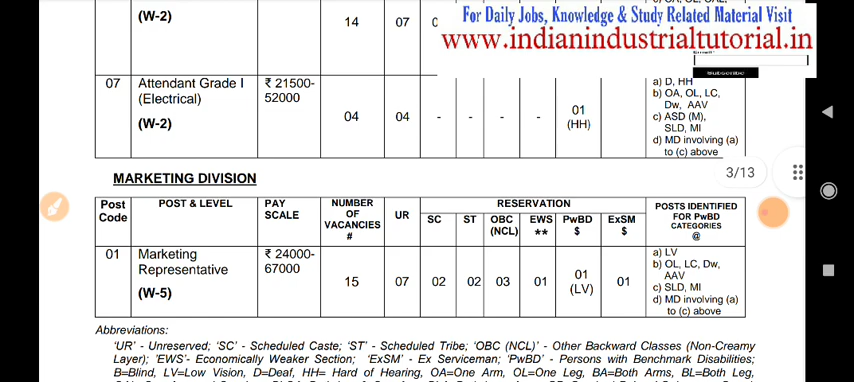 For Daily Jobs, Knowledge & Study Related Material Visit
www.indianindustrialtutorial.in
Subscribe
(W-2) 14 07
07 Attendant Grade I (Electrical) (W-2) ₹ 21500-52000 04 04 - - - - 01 (HH)
a) D, HH
b) OA, OL, LC,
Dw, AAV
c) ASD (M),
SLD, MI
d) MD involving (a)
to (c) above
3/13
MARKETING DIVISION
Post Code POST & LEVEL PAY SCALE NUMBER OF VACANCIES # UR RESERVATION POSTS IDENTIFIED FOR PwBD CATEGORIES @
SC ST OBC (NCL) EWS ** PwBD $ ExSM $
01 Marketing Representative (W-5) ₹ 24000-67000 15 07 02 02 03 01 01 (LV) 01
a) LV
b) OL, LC, Dw,
AAV
c) SLD, MI
d) MD involving (a)
to (c) above
Abbreviations:
'UR' - Unreserved; 'SC' - Scheduled Caste; 'ST' - Scheduled Tribe; 'OBC (NCL)' - Other Backward Classes (Non-Creamy
Layer); 'EWS'- Economically Weaker Section; 'ExSM' - Ex Serviceman; 'PwBD' - Persons with Benchmark Disabilities;
B=Blind, LV=Low Vision, D=Deaf, HH= Hard of Hearing, OA=One Arm, OL=One Leg, BA=Both Arms, BL=Both Leg,